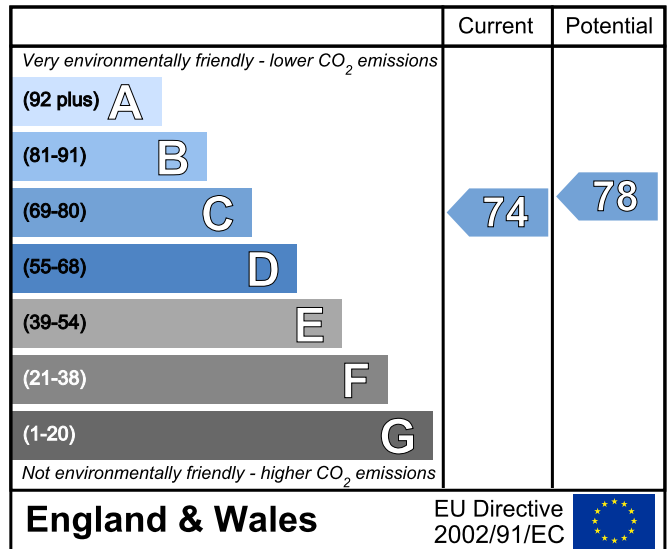 Current Potential
Very environmentally friendly - lower CO2 emissions
(92 plus) A
(81-91) B
(69-80) C
74 78
(55-68) D
(39-54) E
(21-38) F
(1-20) G
Not environmentally friendly - higher CO2 emissions
England & Wales
EU Directive
2002/91/EC